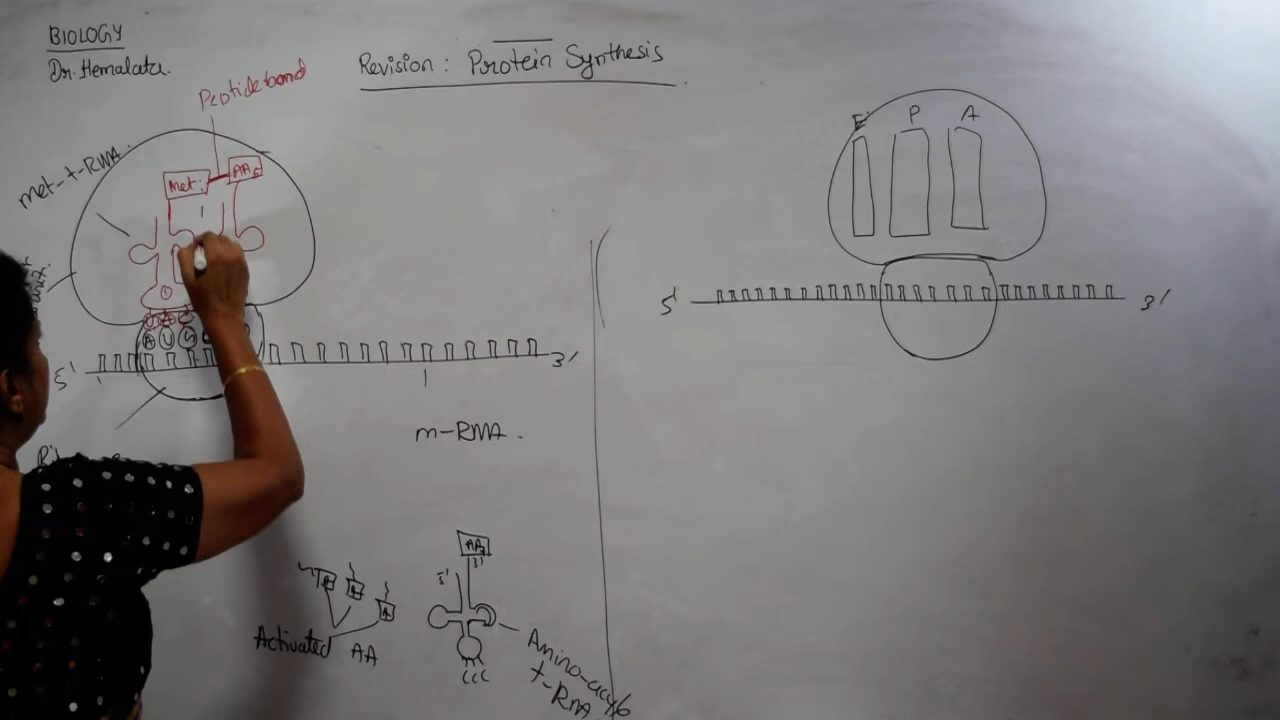 BIOLOGY
Dr. Hemalata.
Revision : Protein Synthesis
Peptide bond
met-t-RNA.
Met
AA₂
E P A
A U G
5' 3'
5' 3'
m-RNA.
AA
3'
5'
Activated AA
CCC
Amino-acyl
t-RNA